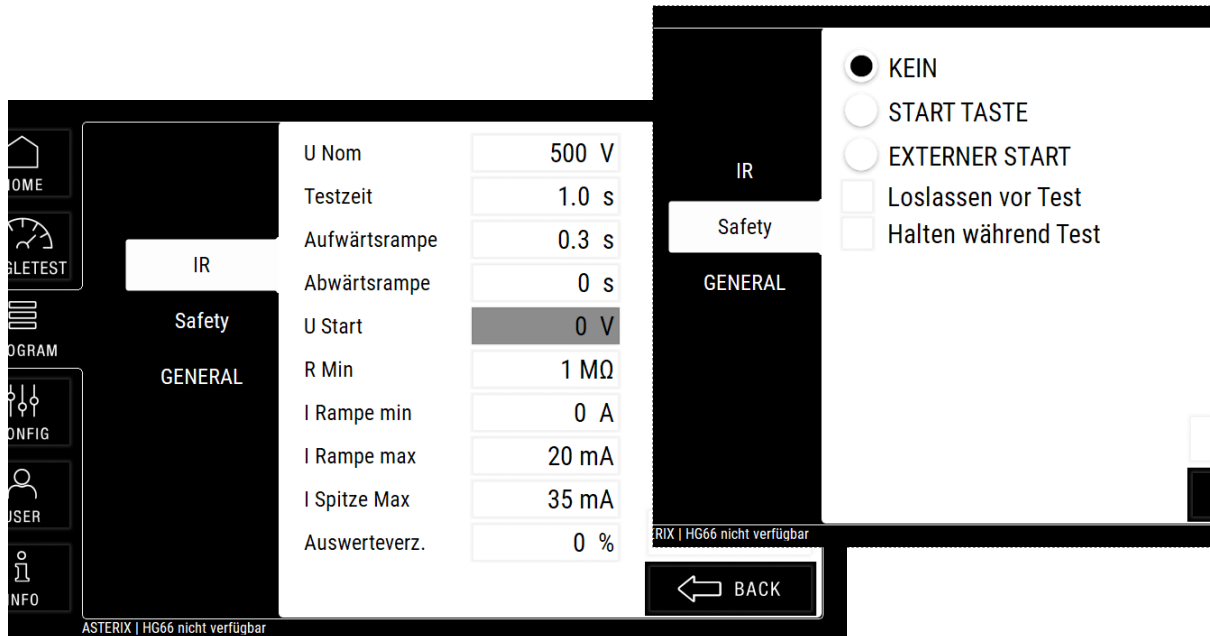 HOME
GLETEST
OGRAM
ONFIG
USER
INFO
IR
Safety
GENERAL
U Nom 500 V
Testzeit 1.0 s
Aufwärtsrampe 0.3 s
Abwärtsrampe 0 s
U Start 0 V
R Min 1 MΩ
I Rampe min 0 A
I Rampe max 20 mA
I Spitze Max 35 mA
Auswerteverz. 0 %
BACK
ASTERIX | HG66 nicht verfügbar
IR
Safety
GENERAL
KEIN
START TASTE
EXTERNER START
Loslassen vor Test
Halten während Test
ERIX | HG66 nicht verfügbar